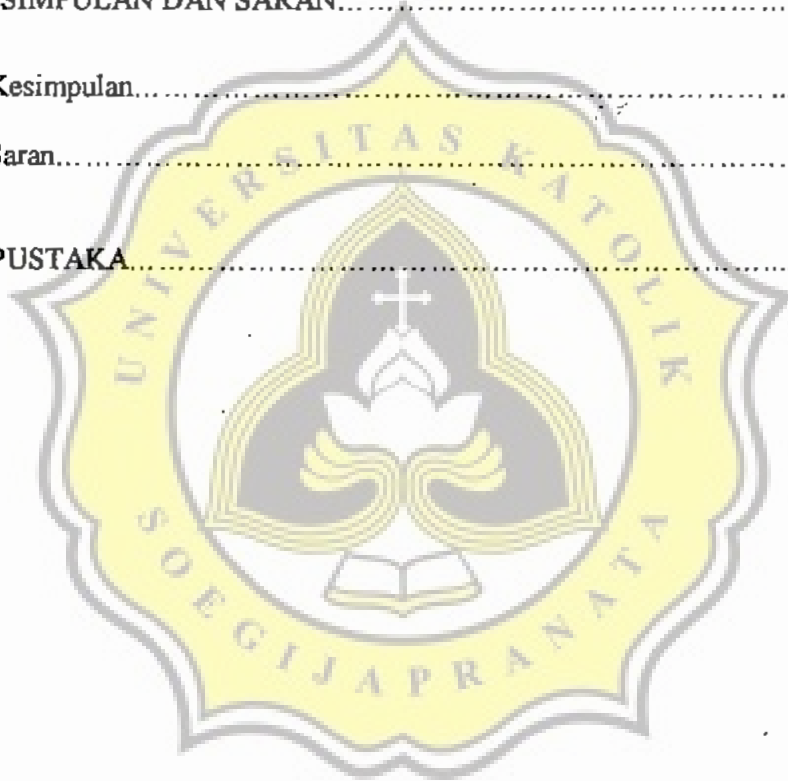 SIMPULAN DAN SARAN
Kesimpulan
Saran
PUSTAKA
UNIVERSITAS KATOLIK
SOEGIJAPRANATA